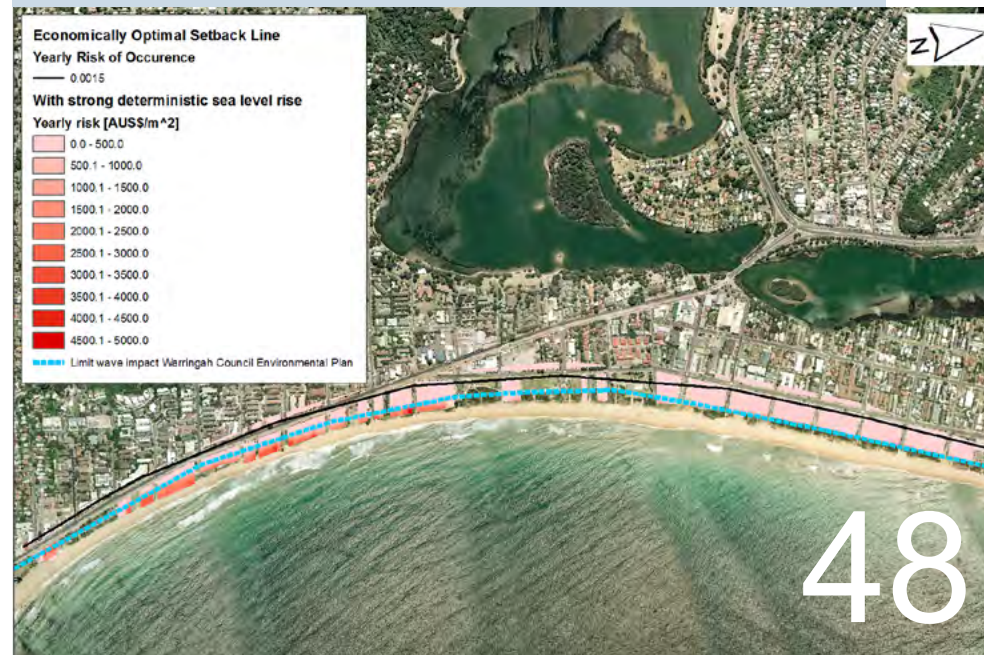 Economically Optimal Setback Line
Yearly Risk of Occurence
0.0015
With strong deterministic sea level rise
Yearly risk [AUS$/m^2]
0.0 - 500.0
500.1 - 1000.0
1000.1 - 1500.0
1500.1 - 2000.0
2000.1 - 2500.0
2500.1 - 3000.0
3000.1 - 3500.0
3500.1 - 4000.0
4000.1 - 4500.0
4500.1 - 5000.0
Limit wave impact Warringah Council Environmental Plan
N
48